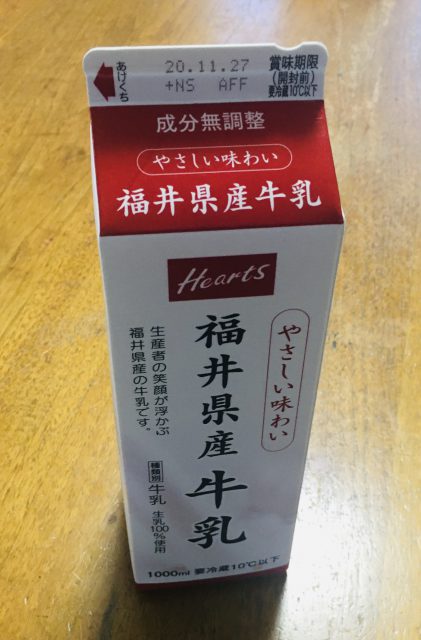 あけくち
20.11.27
+NS AFF
賞味期限
(開封前)
要冷蔵10℃以下
成分無調整
やさしい味わい
福井県産牛乳
Hearts
やさしい味わい
福井県産牛乳
生産者の笑顔が浮かぶ
福井県産の牛乳です。
種類別 牛乳 生乳100%使用
1000ml 要冷蔵10℃以下